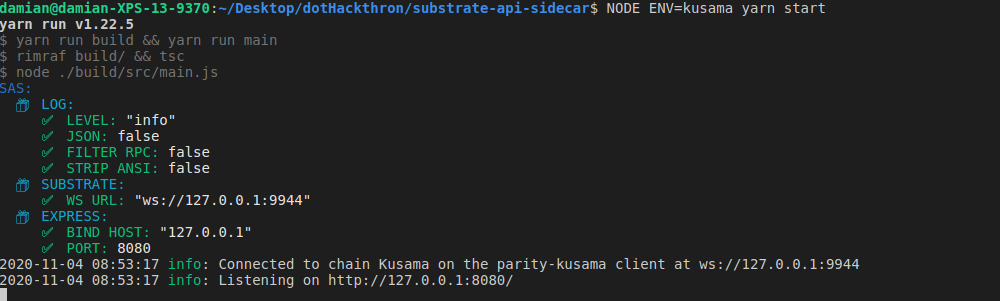 damian@damian-XPS-13-9370:~/Desktop/dotHackthron/substrate-api-sidecar$ NODE ENV=kusama yarn start
yarn run v1.22.5
$ yarn run build && yarn run main
$ rimraf build/ && tsc
$ node ./build/src/main.js
SAS:
LOG:
✅ LEVEL: "info"
✅ JSON: false
✅ FILTER RPC: false
✅ STRIP ANSI: false
SUBSTRATE:
✅ WS URL: "ws://127.0.0.1:9944"
EXPRESS:
✅ BIND HOST: "127.0.0.1"
✅ PORT: 8080
2020-11-04 08:53:17 info: Connected to chain Kusama on the parity-kusama client at ws://127.0.0.1:9944
2020-11-04 08:53:17 info: Listening on http://127.0.0.1:8080/